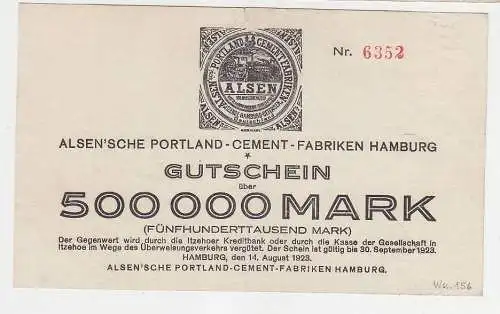 PORTLAND CEMENTFABRIKEN
ALSEN
Nr. 6352
ALSEN'SCHE PORTLAND-CEMENT-FABRIKEN HAMBURG
*
GUTSCHEIN
über
500 000 MARK
(FÜNFHUNDERTTAUSEND MARK)
Der Gegenwert wird durch die Itzehoer Kreditbank oder durch die Kasse der Gesellschaft in
Itzehoe im Wege des Überweisungsverkehrs vergütet. Der Schein ist gültig bis 30. September 1923.
HAMBURG, den 14. August 1923.
ALSEN'SCHE PORTLAND-CEMENT-FABRIKEN HAMBURG.
Wu. 156